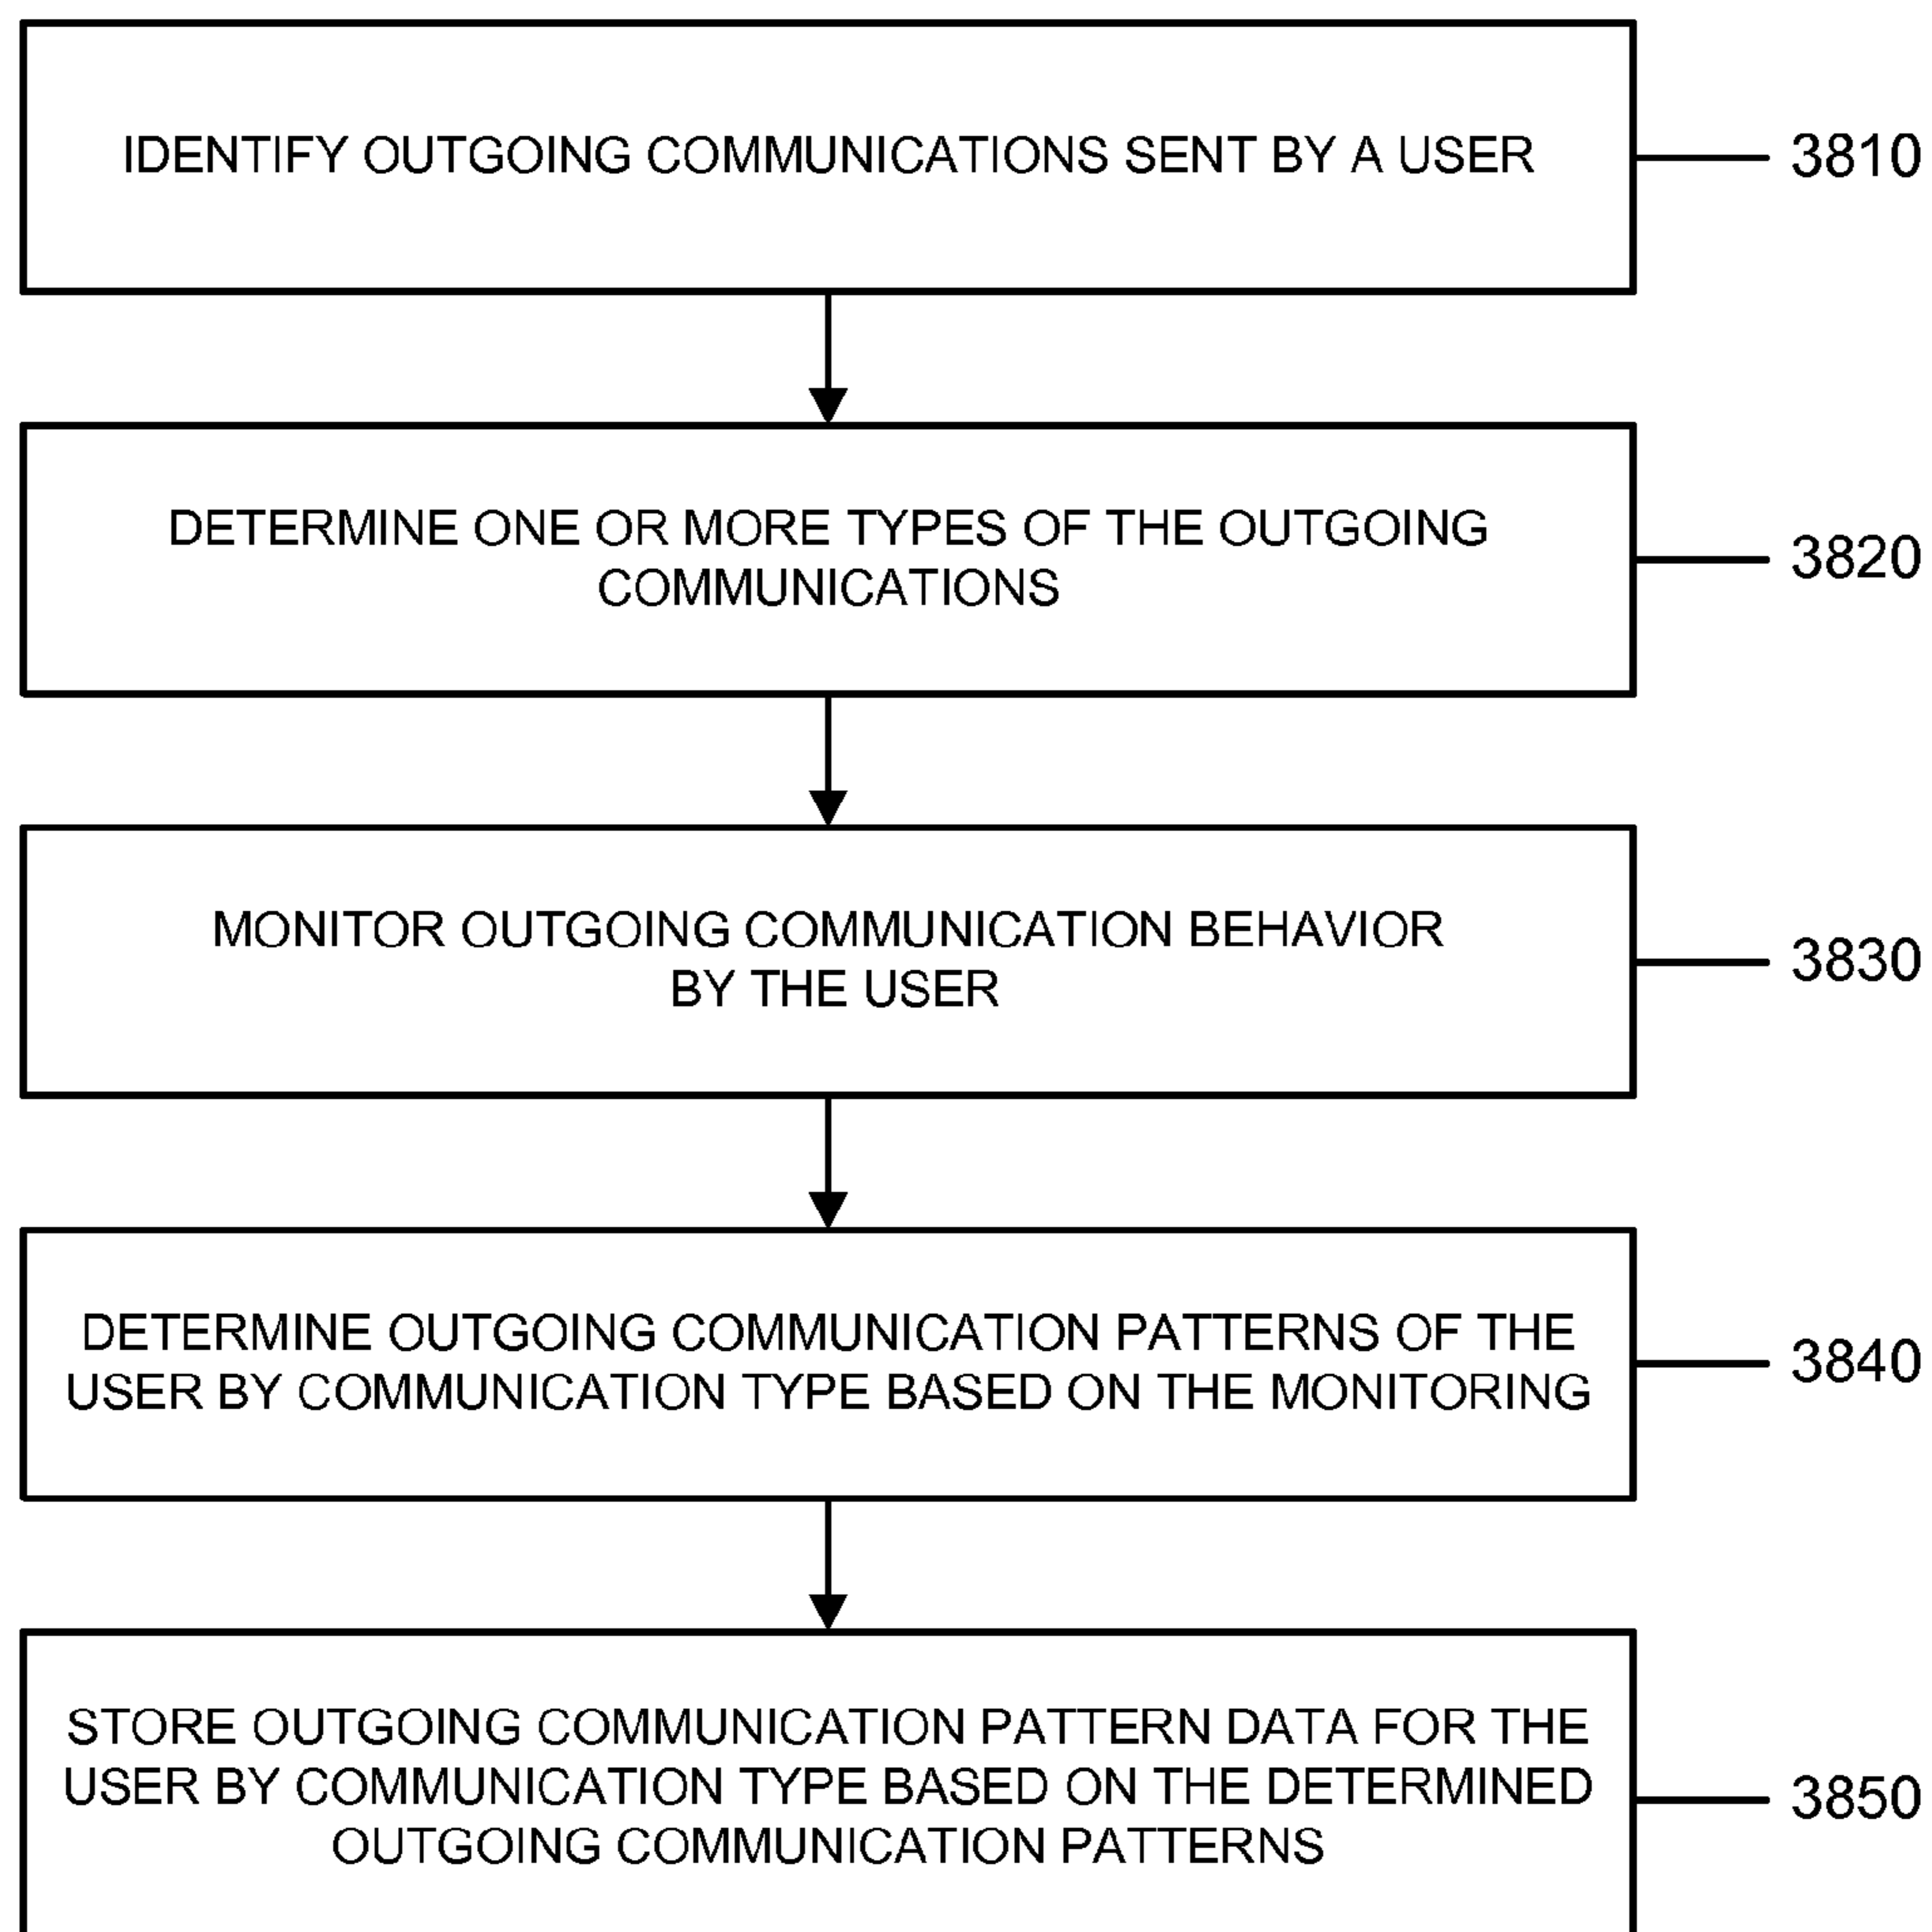 IDENTIFY OUTGOING COMMUNICATIONS SENT BY A USER
3810
DETERMINE ONE OR MORE TYPES OF THE OUTGOING
COMMUNICATIONS
3820
MONITOR OUTGOING COMMUNICATION BEHAVIOR
BY THE USER
3830
DETERMINE OUTGOING COMMUNICATION PATTERNS OF THE
USER BY COMMUNICATION TYPE BASED ON THE MONITORING
3840
STORE OUTGOING COMMUNICATION PATTERN DATA FOR THE
USER BY COMMUNICATION TYPE BASED ON THE DETERMINED
OUTGOING COMMUNICATION PATTERNS
3850